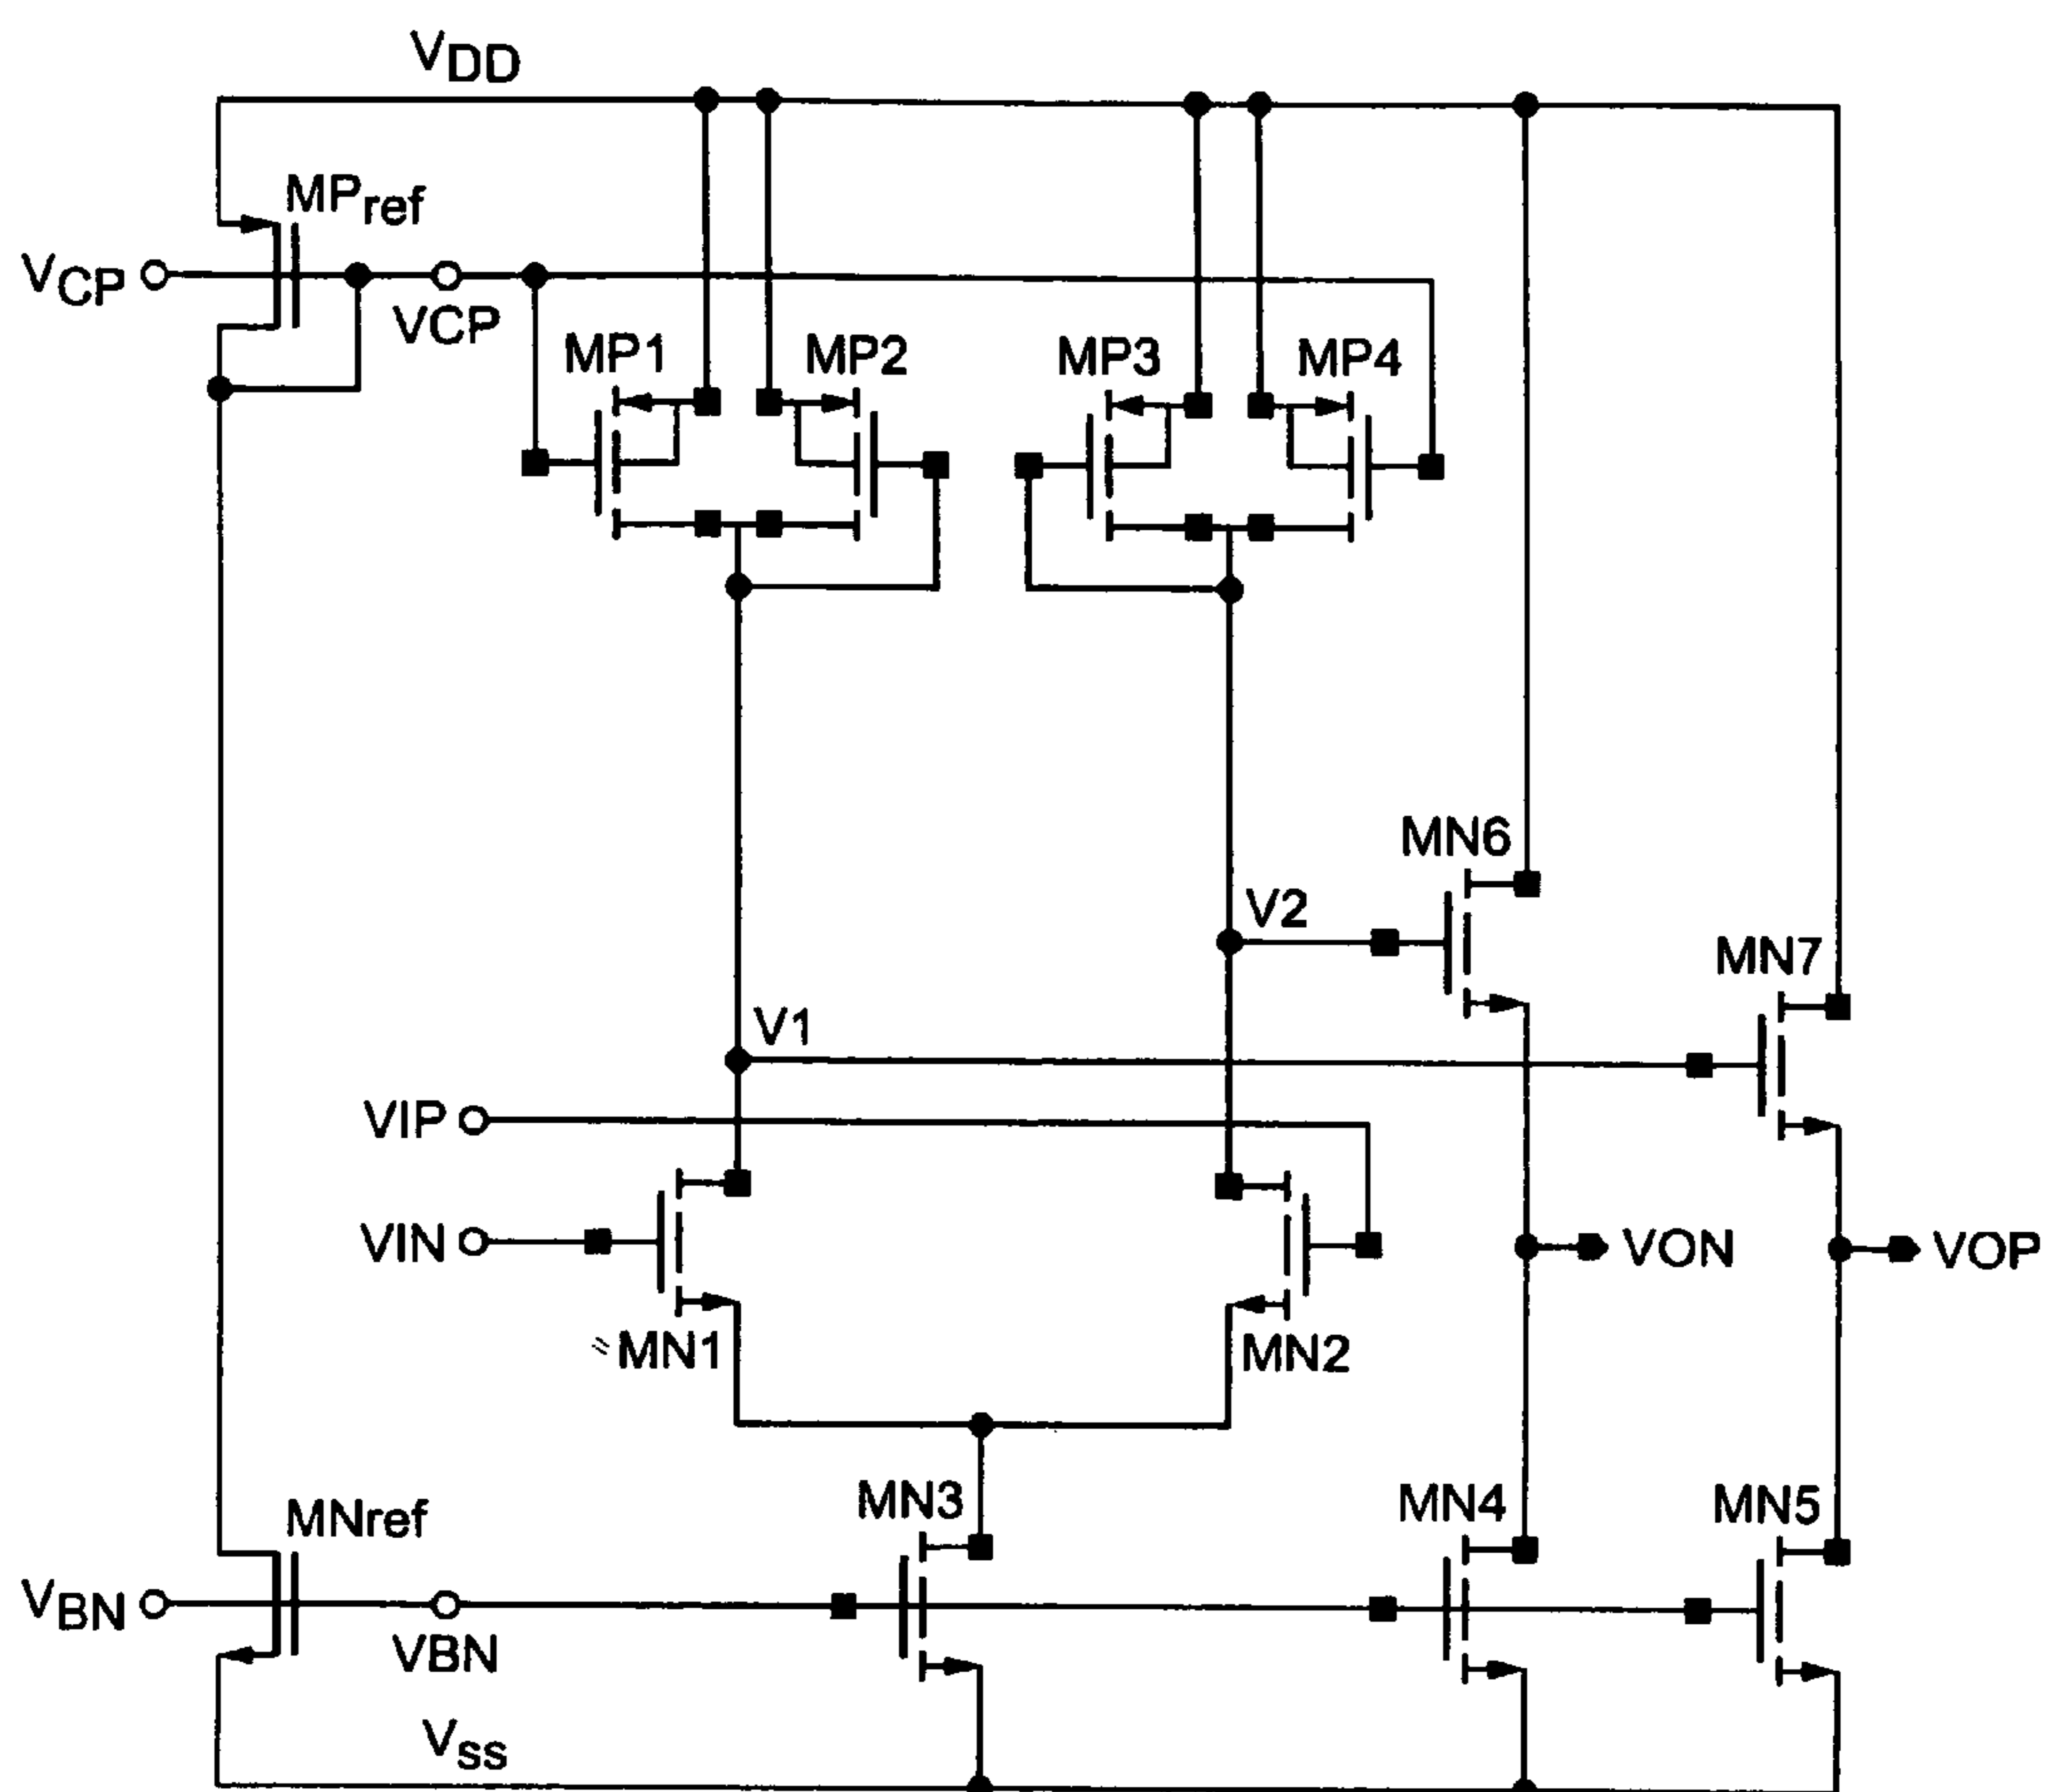 VDD
MPref
VCP
VCP
MP1
MP2
MP3
MP4
MN6
V2
MN7
V1
VIP
VIN
VON
VOP
MN1
MN2
MN3
MN4
MN5
MNref
VBN
VBN
Vss